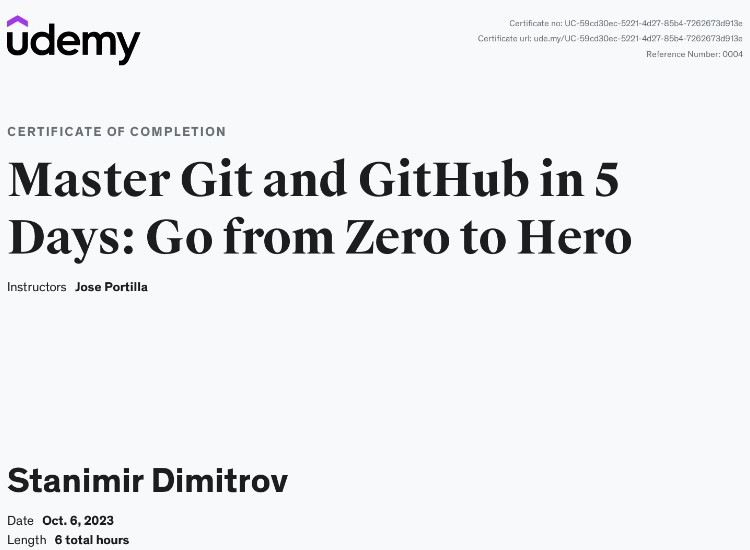 udemy
Certificate no: UC-59cd30ec-5221-4d27-85b4-7262673d913e
Certificate url: ude.my/UC-59cd30ec-5221-4d27-85b4-7262673d913e
Reference Number: 0004
CERTIFICATE OF COMPLETION
Master Git and GitHub in 5
Days: Go from Zero to Hero
Instructors Jose Portilla
Stanimir Dimitrov
Date Oct. 6, 2023
Length 6 total hours